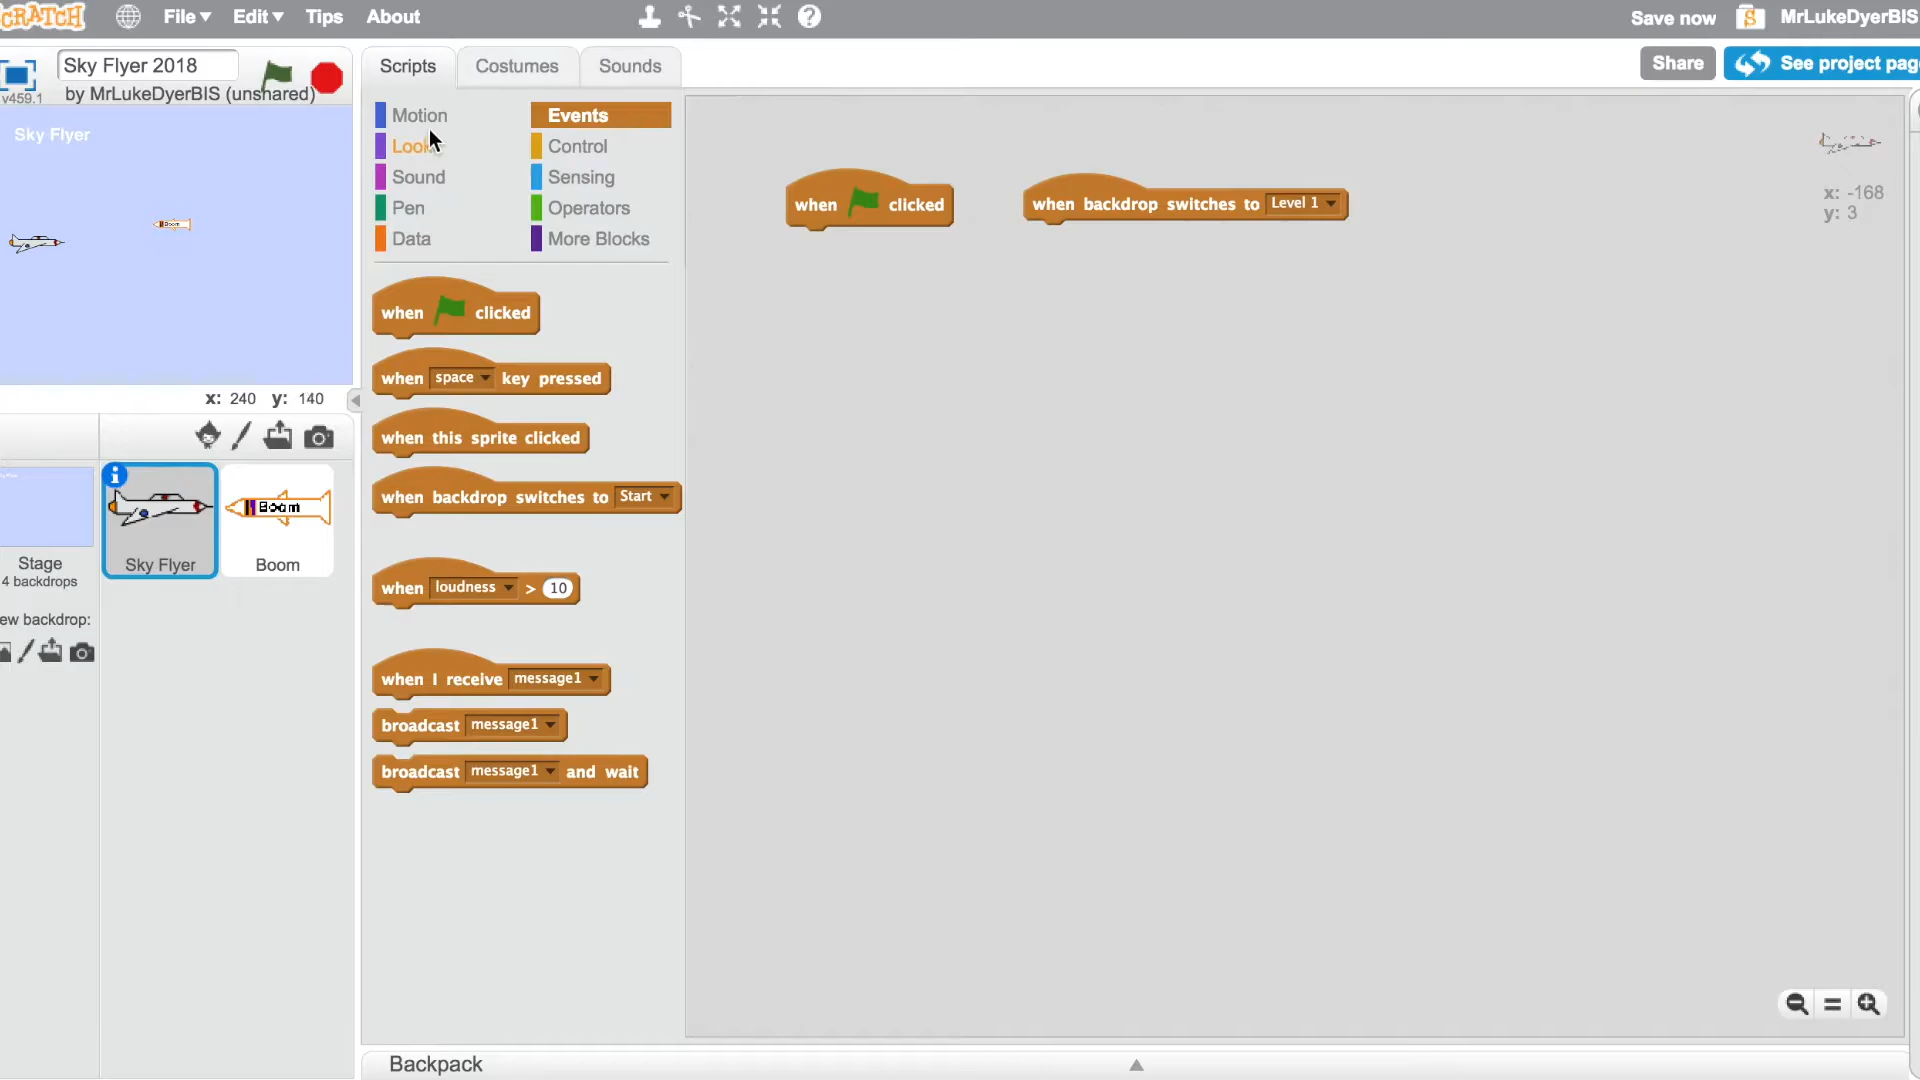 SCRATCH
File▼ Edit▼ Tips About
Save now
MrLukeDyerBIS
Sky Flyer 2018
by MrLukeDyerBIS (unshared)
v459.1
Scripts
Costumes
Sounds
Share
See project pag
Sky Flyer
Boom
Motion
Looks
Sound
Pen
Data
Events
Control
Sensing
Operators
More Blocks
when clicked
when space key pressed
when this sprite clicked
when backdrop switches to Start
when loudness > 10
when I receive message1
broadcast message1
broadcast message1 and wait
when clicked
when backdrop switches to Level 1
x: -168
y: 3
x: 240 y: 140
Boom
Stage
4 backdrops
Sky Flyer
Boom
ew backdrop:
Backpack